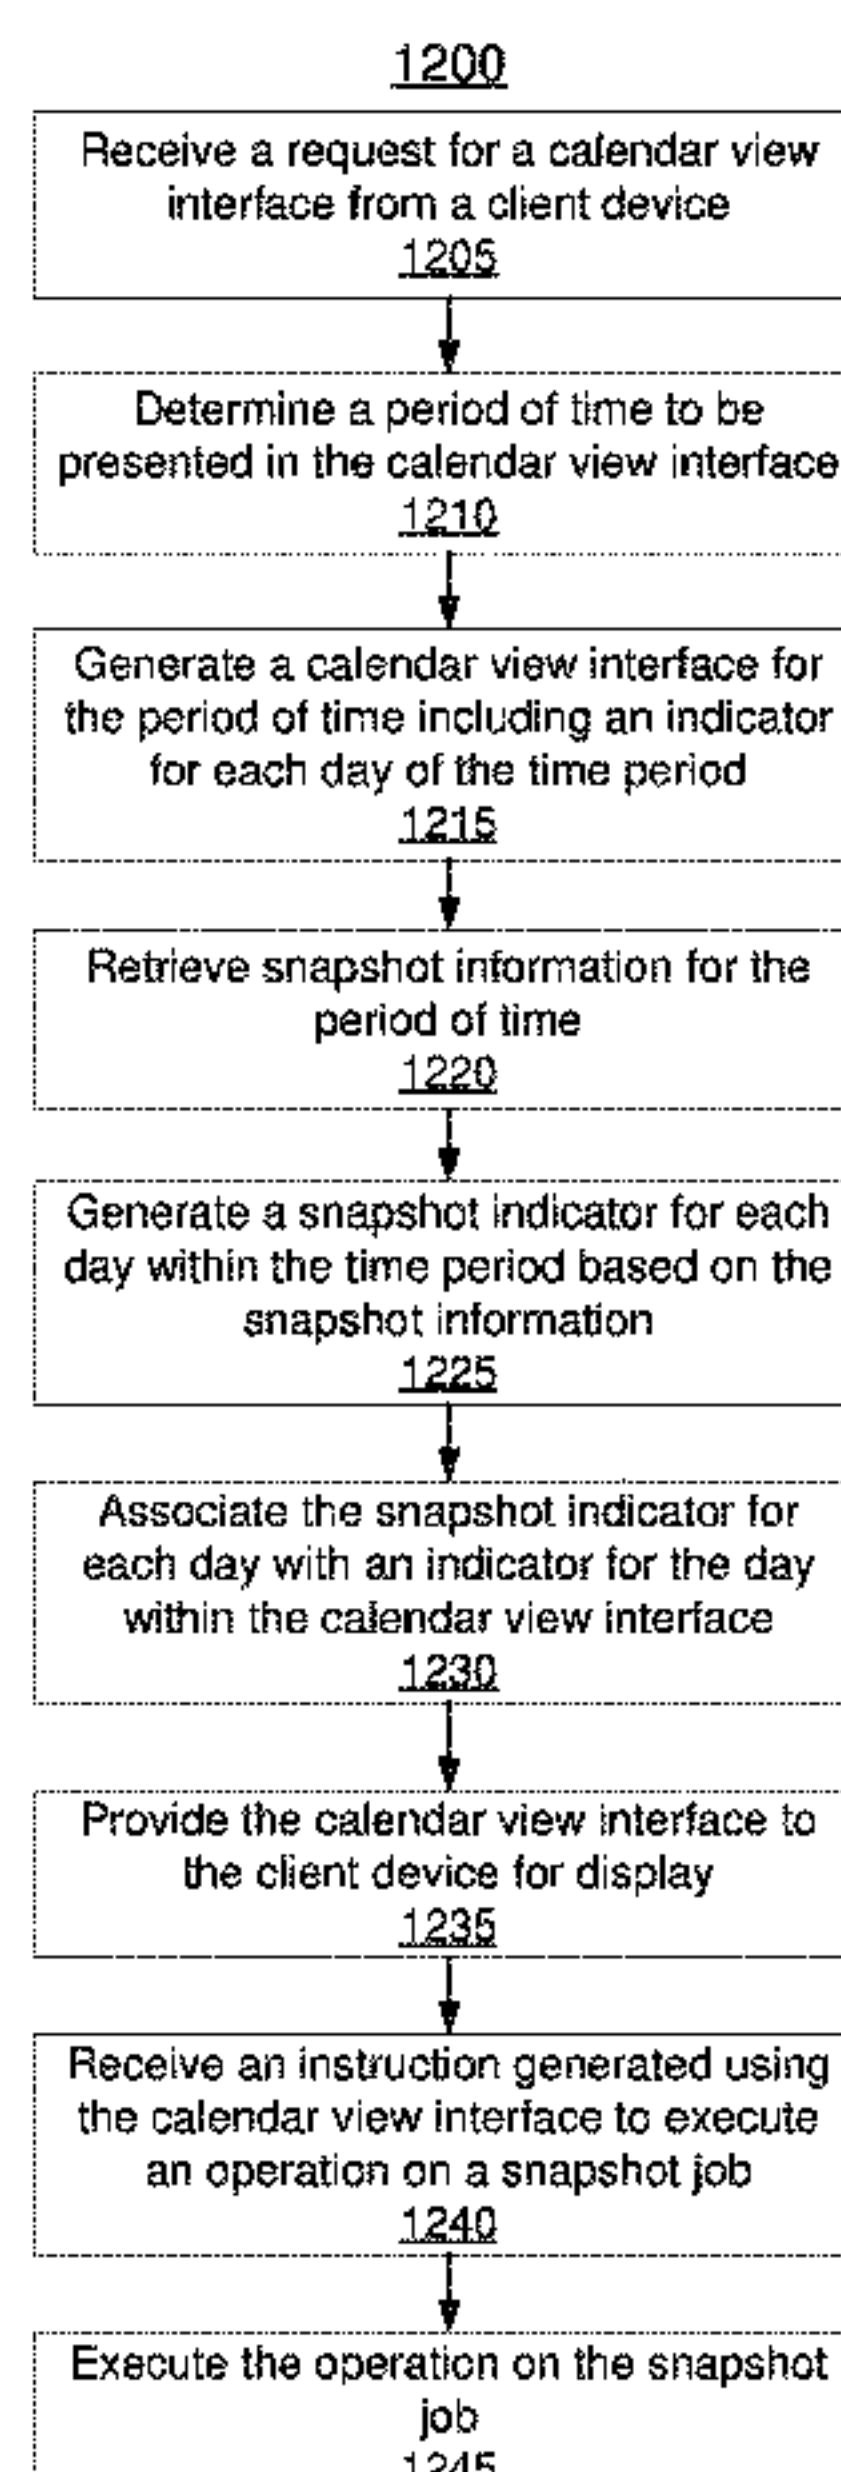 1200
Receive a request for a calendar view
interface from a client device
1205
Determine a period of time to be
presented in the calendar view interface
1210
Generate a calendar view interface for
the period of time including an indicator
for each day of the time period
1215
Retrieve snapshot information for the
period of time
1220
Generate a snapshot indicator for each
day within the time period based on the
snapshot information
1225
Associate the snapshot indicator for
each day with an indicator for the day
within the calendar view interface
1230
Provide the calendar view interface to
the client device for display
1235
Receive an instruction generated using
the calendar view interface to execute
an operation on a snapshot job
1240
Execute the operation on the snapshot
job
1245